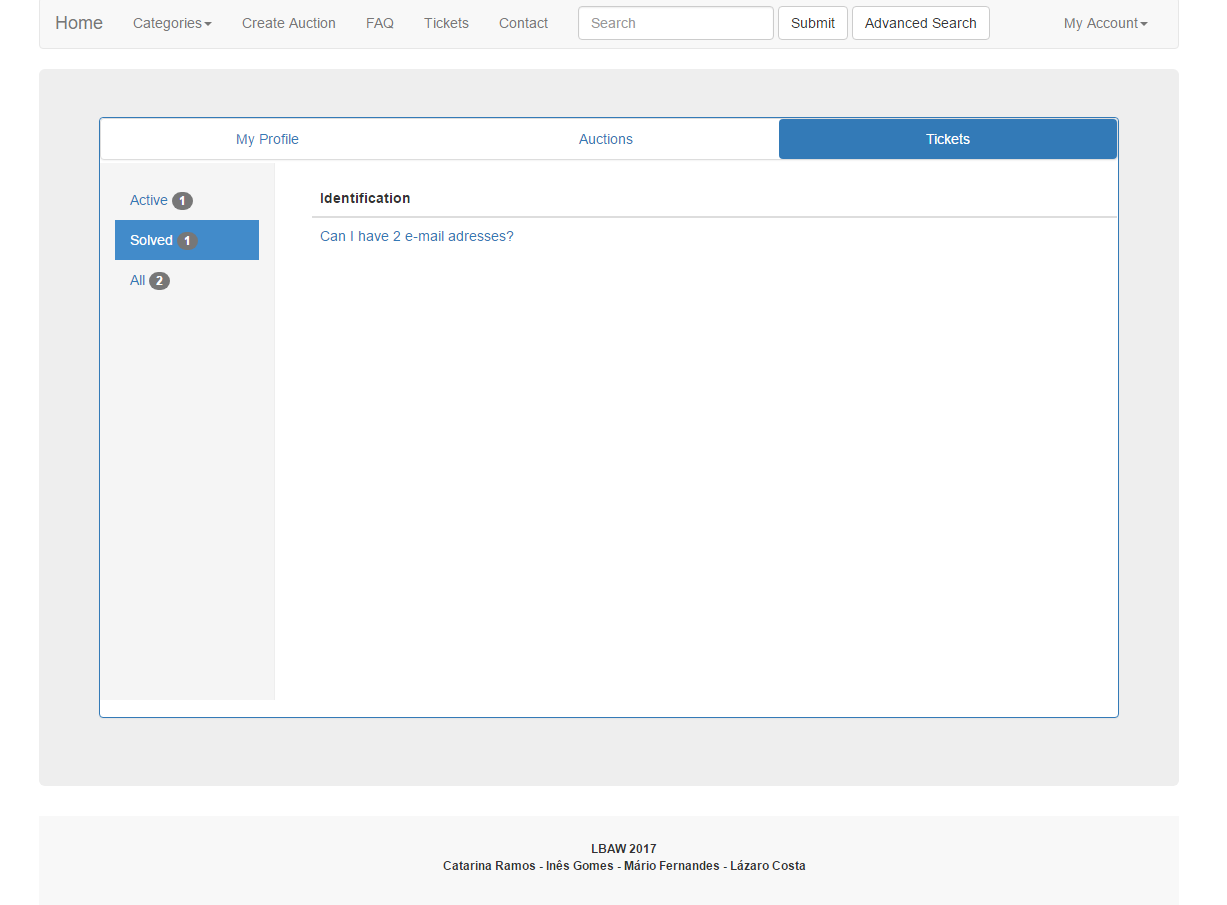 Home Categories Create Auction FAQ Tickets Contact Search Submit Advanced Search My Account
My Profile Auctions Tickets
Active 1
Solved 1
All 2
Identification
Can I have 2 e-mail adresses?
LBAW 2017
Catarina Ramos - Inês Gomes - Mário Fernandes - Lázaro Costa